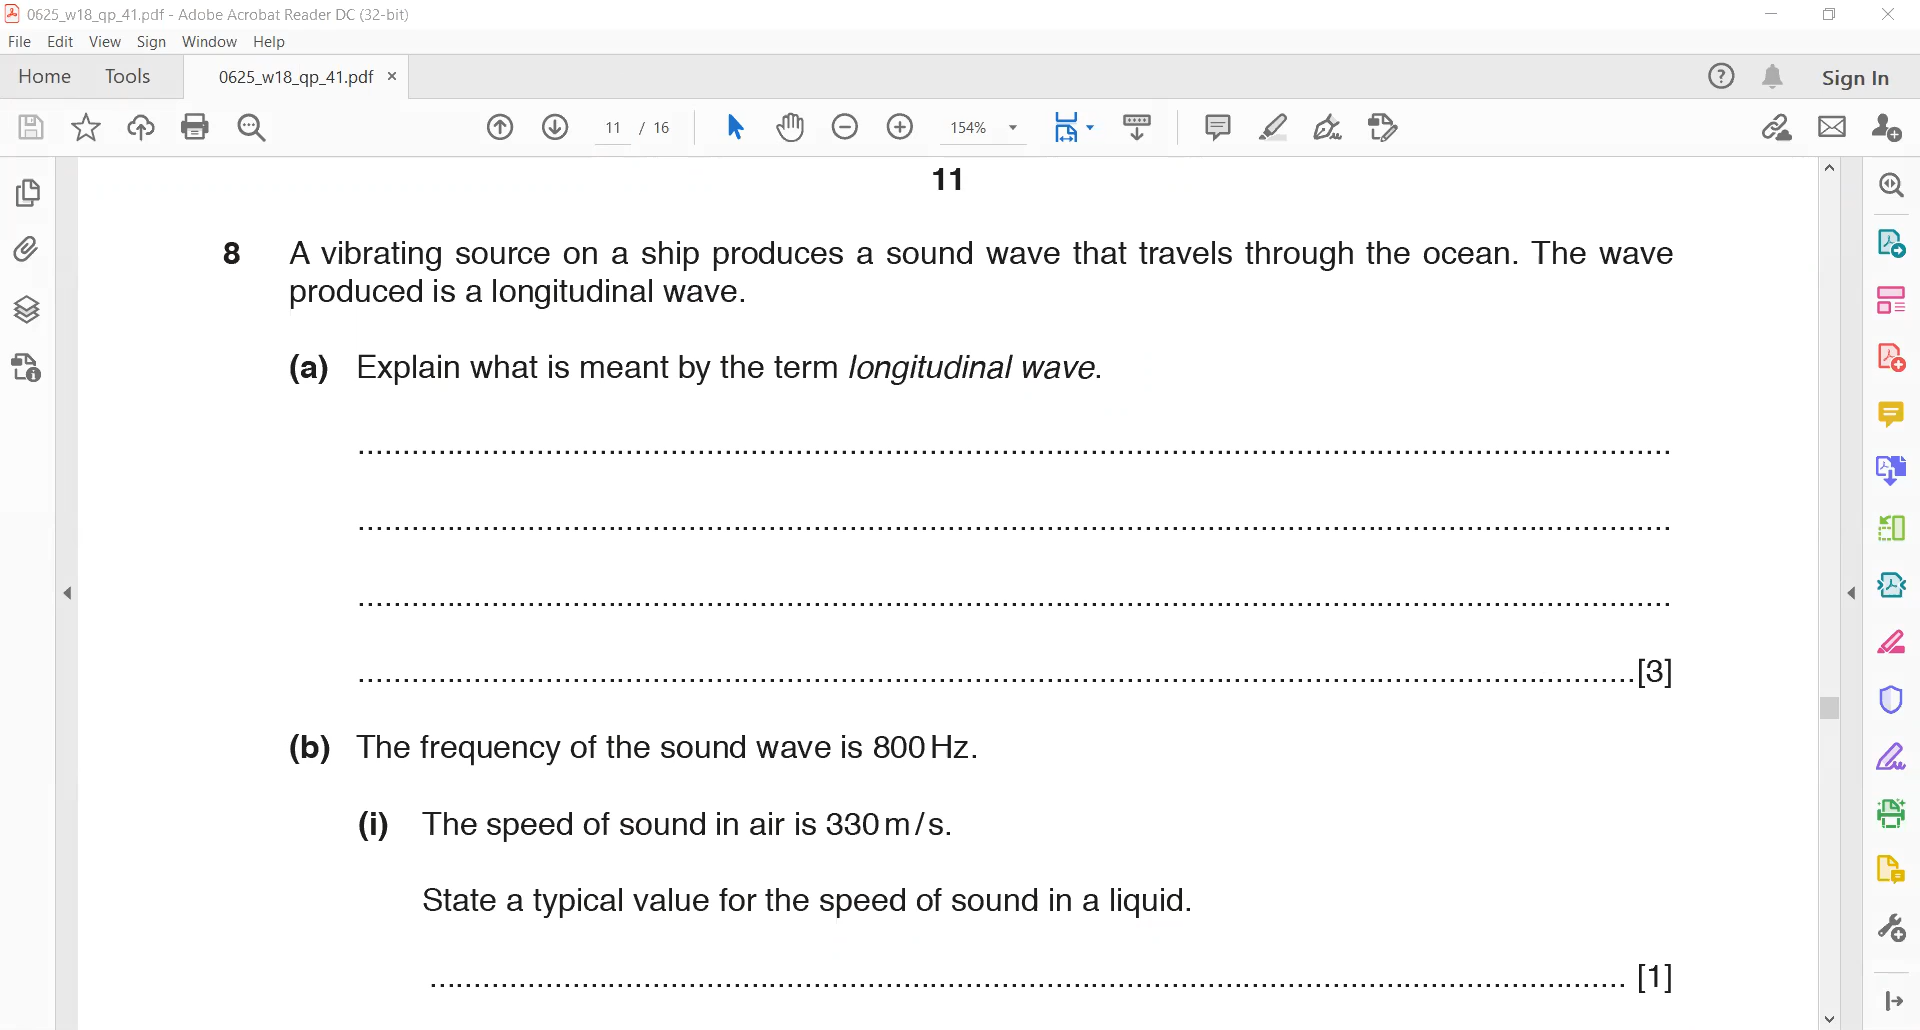 0625_w18_qp_41.pdf - Adobe Acrobat Reader DC (32-bit)
File Edit View Sign Window Help
Home Tools 0625_w18_qp_41.pdf × Sign In
11 / 16 154%
11
8 A vibrating source on a ship produces a sound wave that travels through the ocean. The wave
produced is a longitudinal wave.
(a) Explain what is meant by the term longitudinal wave.
[3]
(b) The frequency of the sound wave is 800 Hz.
(i) The speed of sound in air is 330 m/s.
State a typical value for the speed of sound in a liquid.
[1]